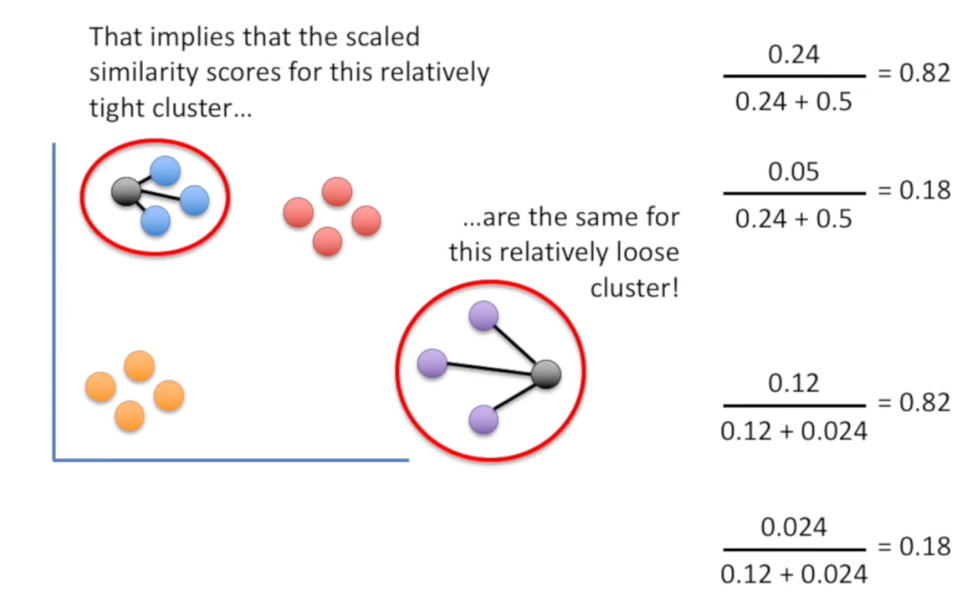 That implies that the scaled
similarity scores for this relatively
tight cluster...
0.24
0.24 + 0.5
= 0.82
0.05
0.24 + 0.5
= 0.18
...are the same for
this relatively loose
cluster!
0.12
0.12 + 0.024
= 0.82
0.024
0.12 + 0.024
= 0.18